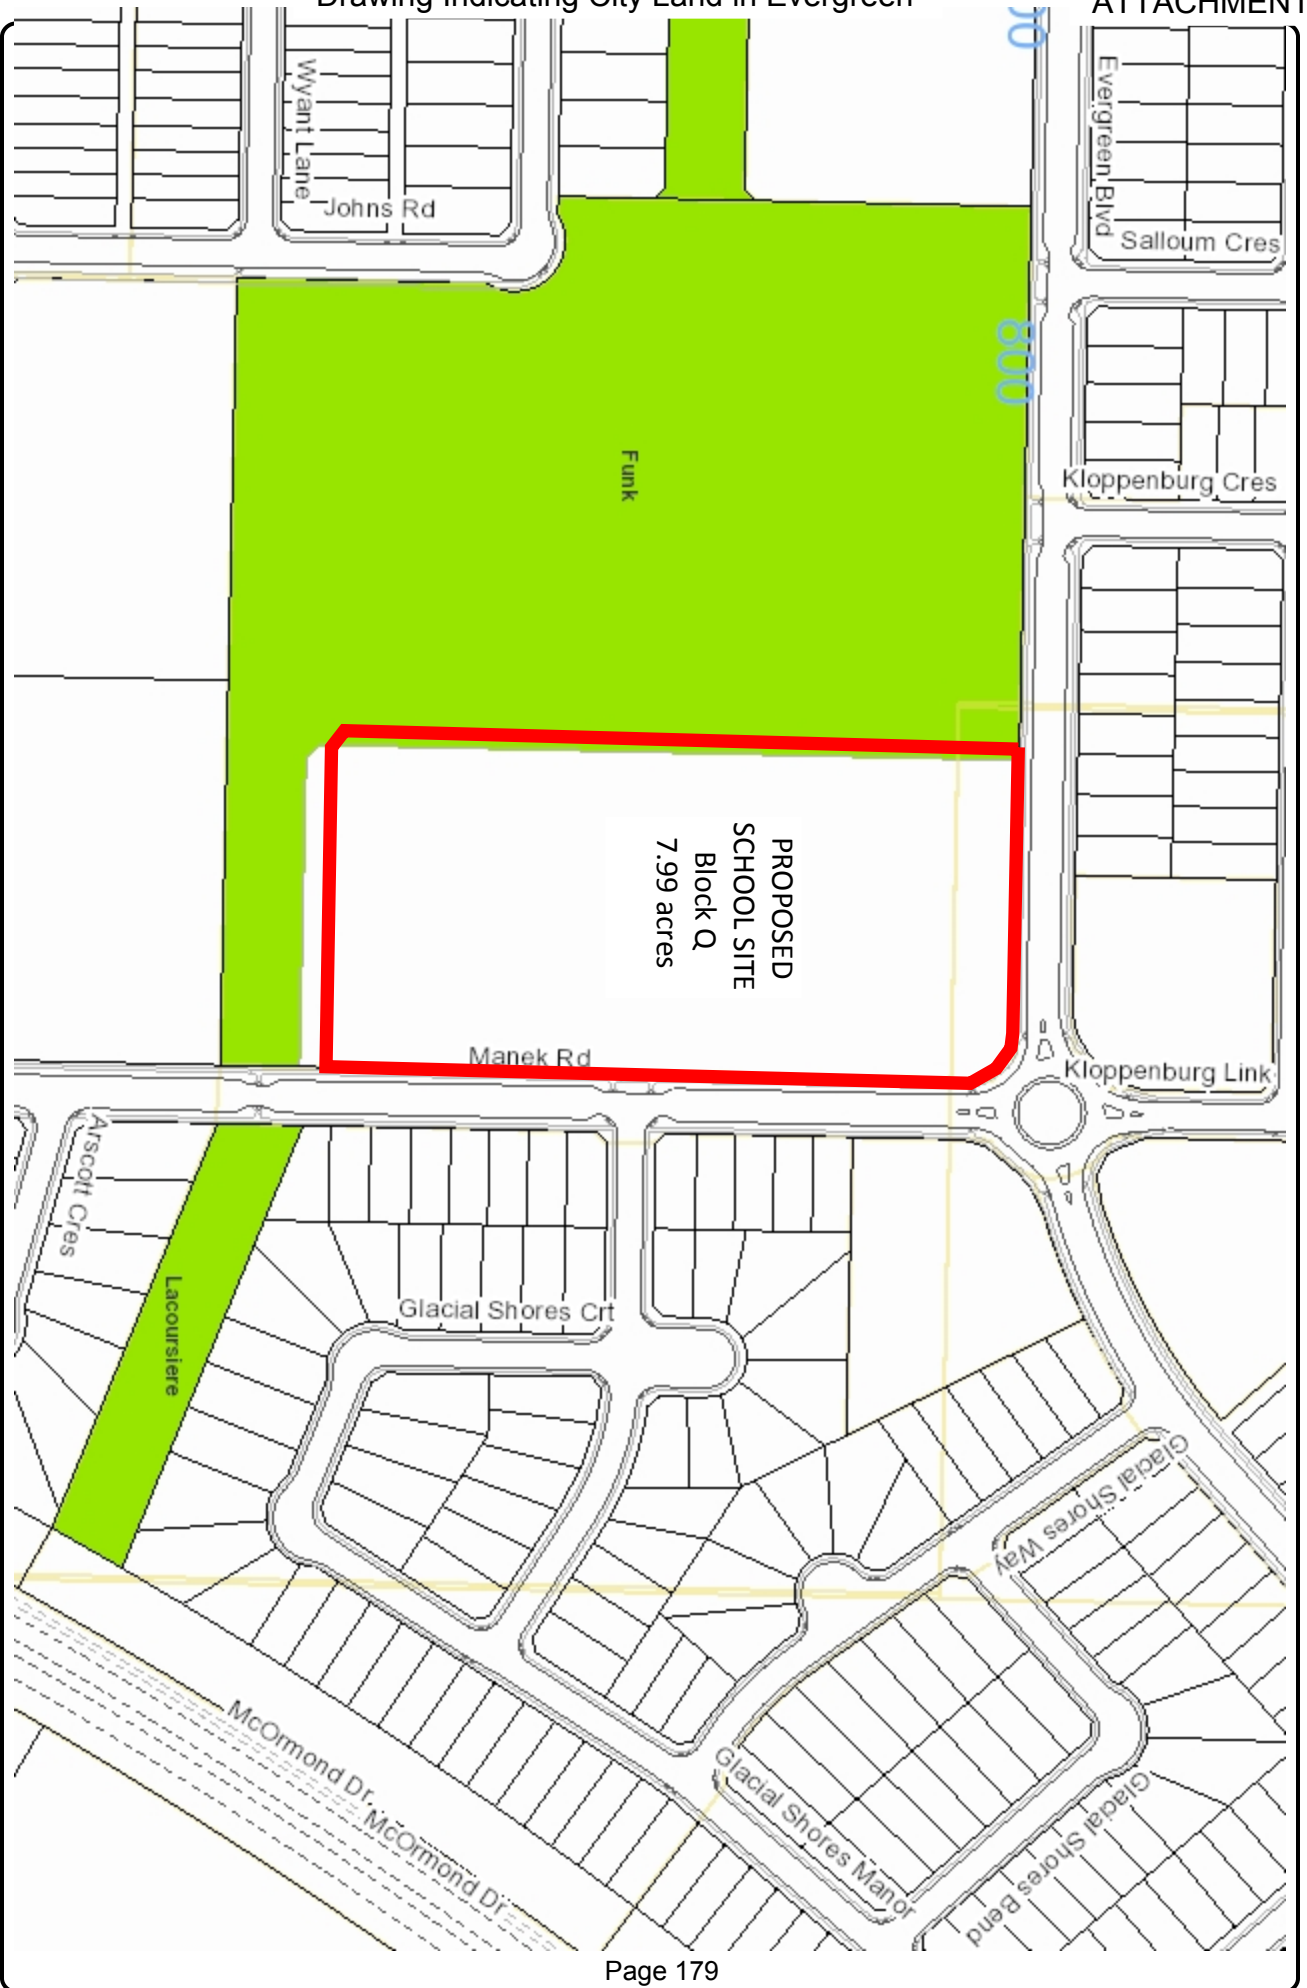 Drawing Indicating City Land in Evergreen
ATTACHMENT
Wyant Lane
Johns Rd
Evergreen Blvd
Salloum Cres
800
Funk
Kloppenburg Cres
PROPOSED
SCHOOL SITE
Block Q
7.99 acres
Manek Rd
Kloppenburg Link
Arscott Cres
Lacoursiere
Glacial Shores Crt
Glacial Shores Way
McOrmond Dr
McOrmond Dr
Glacial Shores Manor
Glacial Shores Bend
Page 179